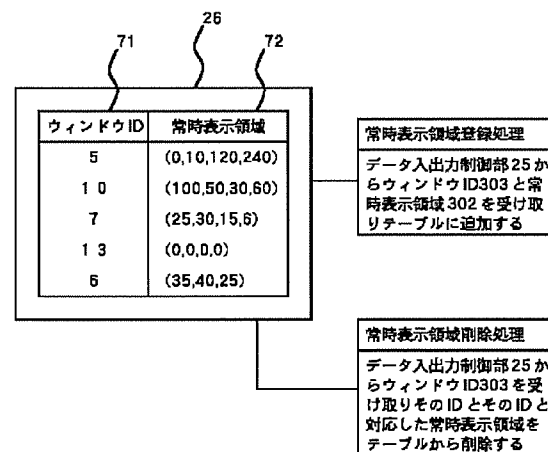 26
71
72
ウィンドウID 常時表示領域
5 (0,10,120,240)
10 (100,50,30,60)
7 (25,30,15,6)
13 (0,0,0,0)
6 (35,40,25)
常時表示領域登録処理
データ入出力制御部25か
らウィンドウID303と常
時表示領域302を受け取
りテーブルに追加する
常時表示領域削除処理
データ入出力制御部25か
らウィンドウID303を受
け取りそのIDとそのIDと
対応した常時表示領域を
テーブルから削除する